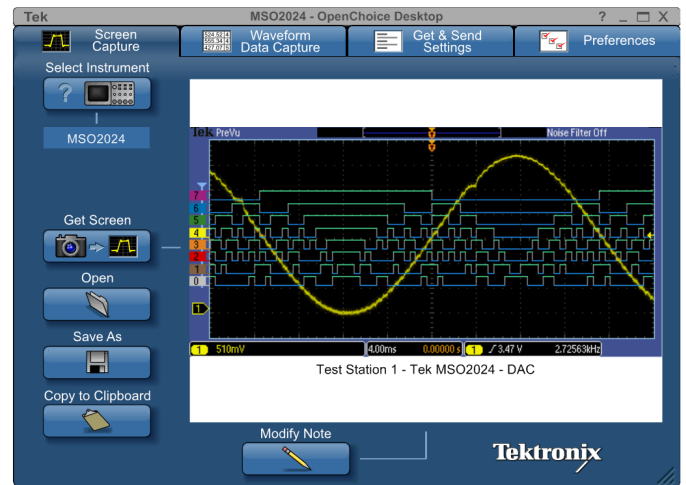 Tek
MSO2024 - OpenChoice Desktop
? _ □ X
Screen
Capture
Waveform
Data Capture
Get & Send
Settings
Preferences
Select Instrument
?
MSO2024
Get Screen
Open
Save As
Copy to Clipboard
Tek PreVu
Noise Filter Off
7
6
5
4
3
2
1
0
1
1 510mV
4.00ms 0.00000 s
1 3.47 V 2.72563kHz
Test Station 1 - Tek MSO2024 - DAC
Modify Note
Tektronix